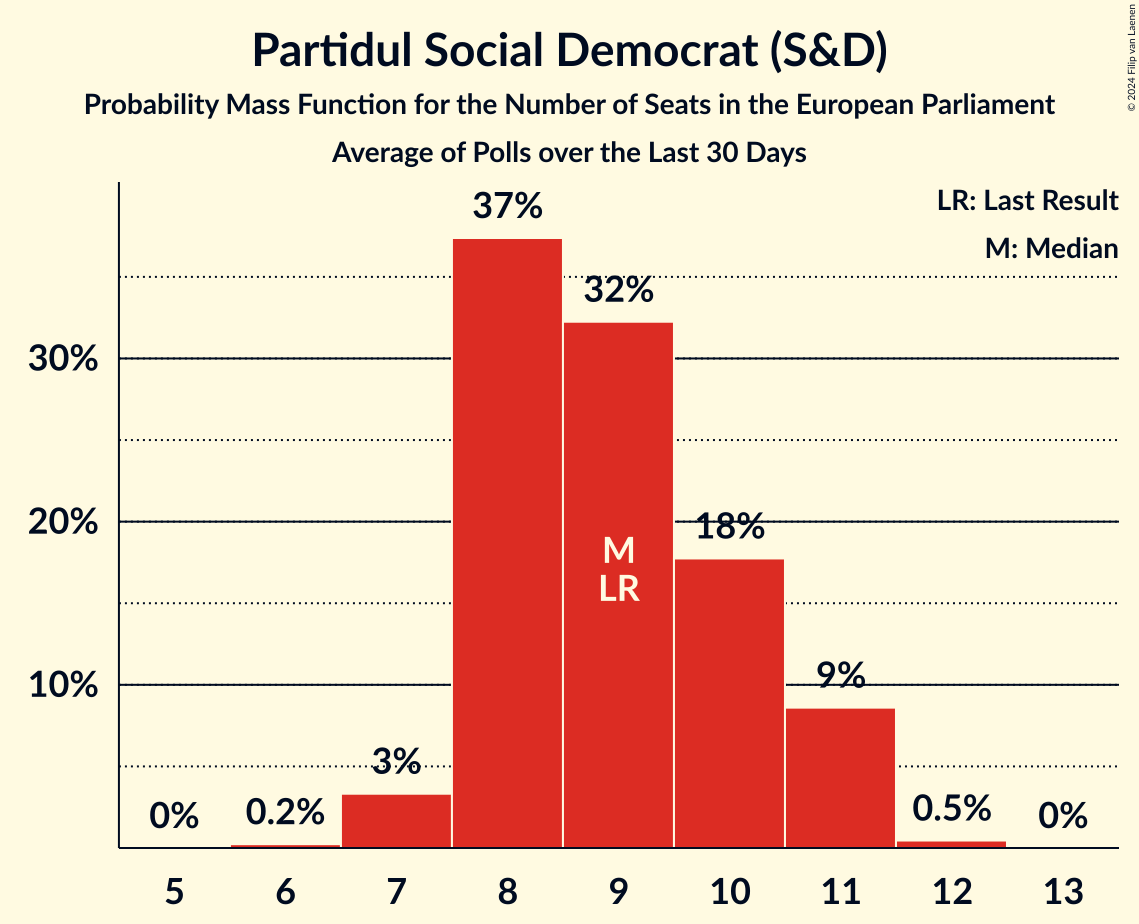 Partidul Social Democrat (S&D)
Probability Mass Function for the Number of Seats in the European Parliament
Average of Polls over the Last 30 Days
© 2024 Filip van Laenen
LR: Last Result
M: Median
37%
32%
30%
20%
18%
M
LR
10%
9%
3%
0%
0.2%
0.5%
0%
5 6 7 8 9 10 11 12 13